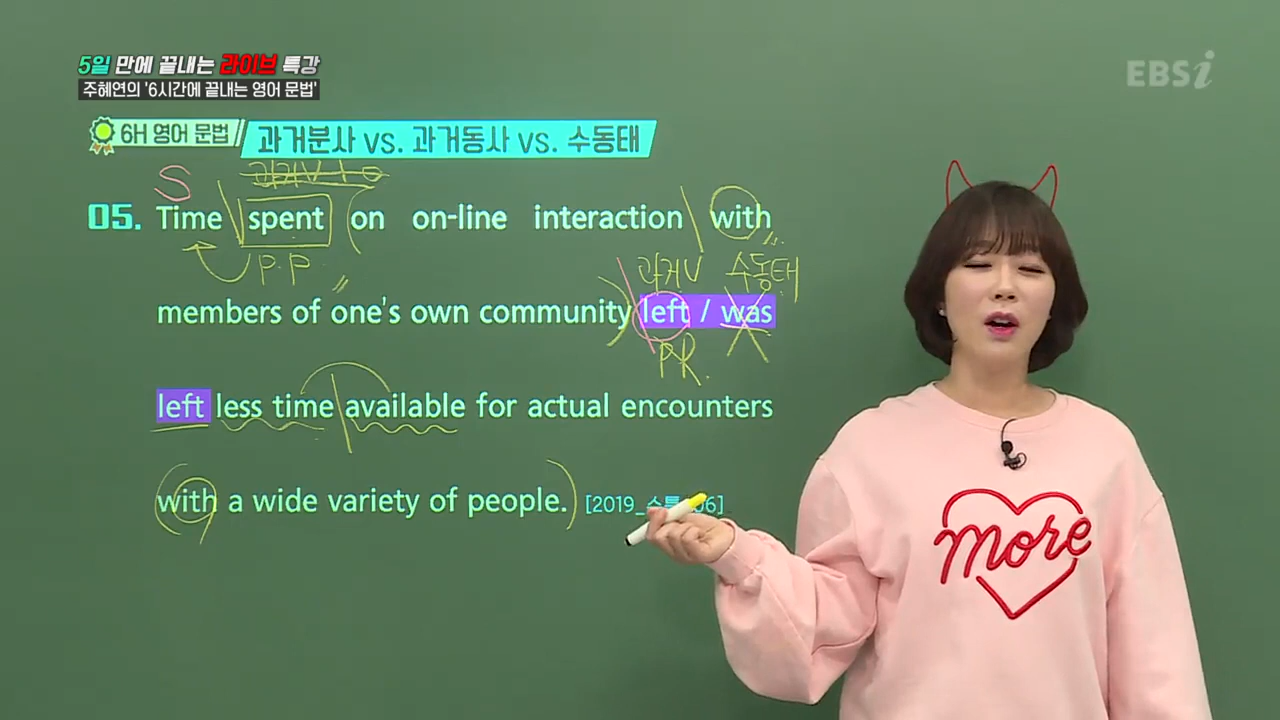 5일 만에 끝내는 라이브 특강
주혜연의 '6시간에 끝내는 영어 문법'
EBSi
6H 영어 문법
과거분사 vs. 과거동사 vs. 수동태
S
05. Time spent on on-line interaction with
P.P
과거V 수동태
members of one's own community left / was
P.P.
left less time available for actual encounters
with a wide variety of people.
more